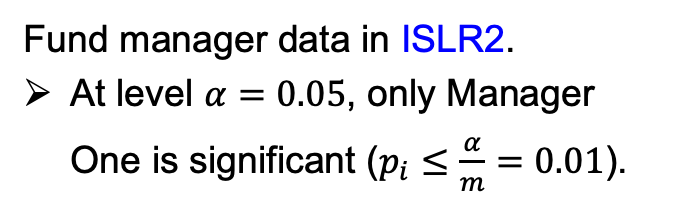 Fund manager data in ISLR2.
➤ At level α = 0.05, only Manager
One is significant (pᵢ ≤ α/m = 0.01).